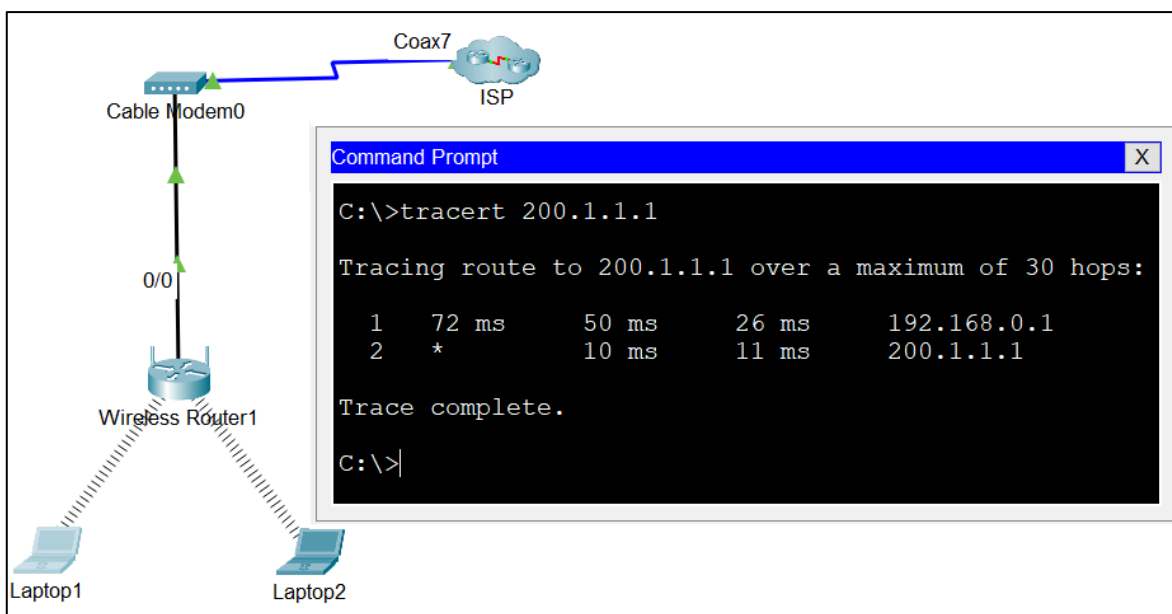 Coax7
ISP
Cable Modem0
Command Prompt
X
C:\>tracert 200.1.1.1
Tracing route to 200.1.1.1 over a maximum of 30 hops:
1 72 ms 50 ms 26 ms 192.168.0.1
2 * 10 ms 11 ms 200.1.1.1
Trace complete.
C:\>
0/0
Wireless Router1
Laptop1
Laptop2